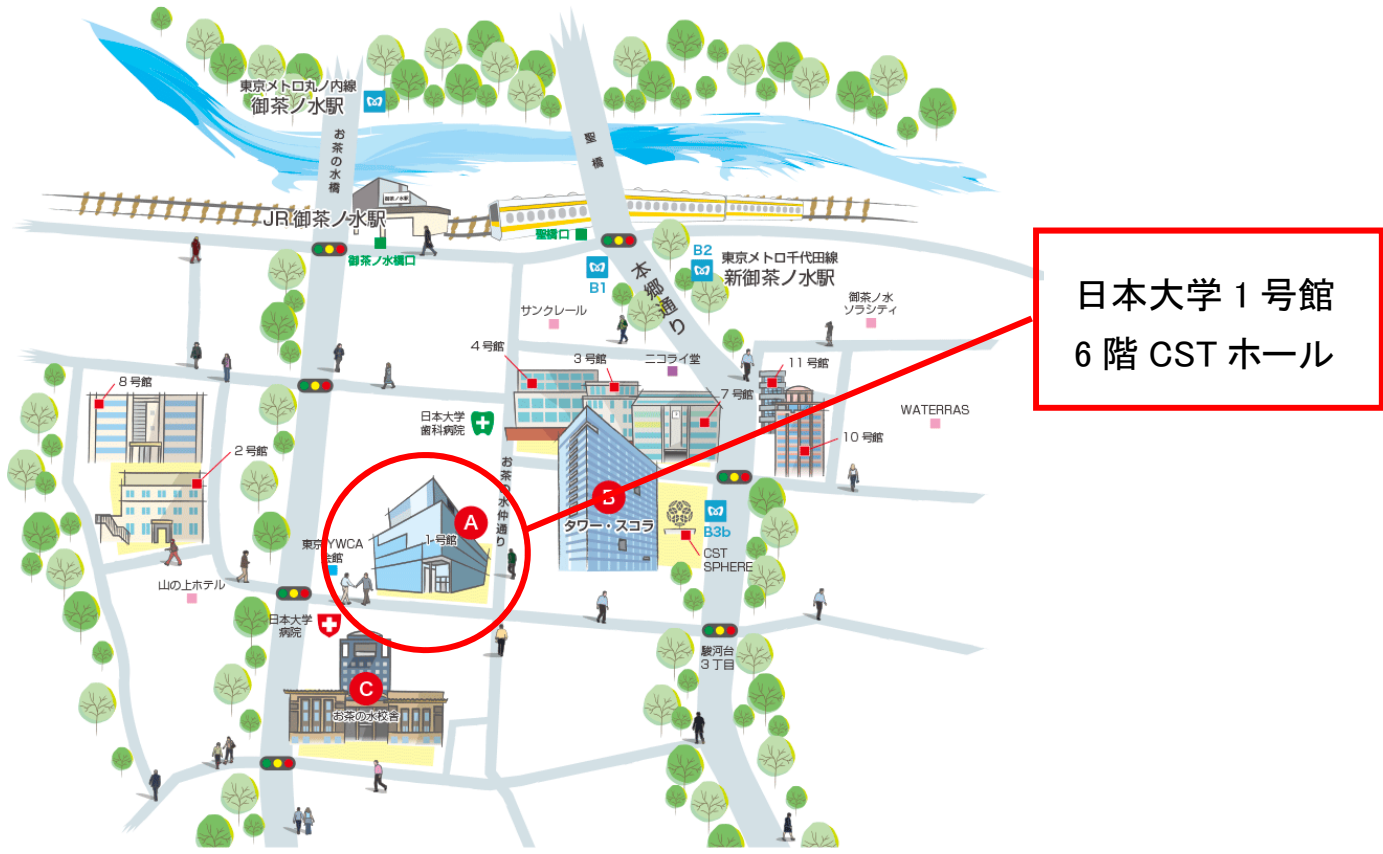 東京メトロ丸ノ内線
御茶ノ水駅
お茶の水橋
聖橋
御茶ノ水駅
JR 御茶ノ水駅
御茶ノ水橋口
聖橋口
B1
B2
東京メトロ千代田線
新御茶ノ水駅
本郷通り
日本大学 1 号館
6 階 CST ホール
サンクレール
御茶ノ水
ソラシティ
4 号館
3 号館
ニコライ堂
11 号館
8 号館
7 号館
日本大学
歯科病院
WATERRAS
10 号館
2 号館
お茶の水仲通り
A
1 号館
B
タワー・スコラ
B3b
CST
SPHERE
東京 YWCA
会館
山の上ホテル
日本大学
病院
駿河台
3 丁目
C
お茶の水校舎